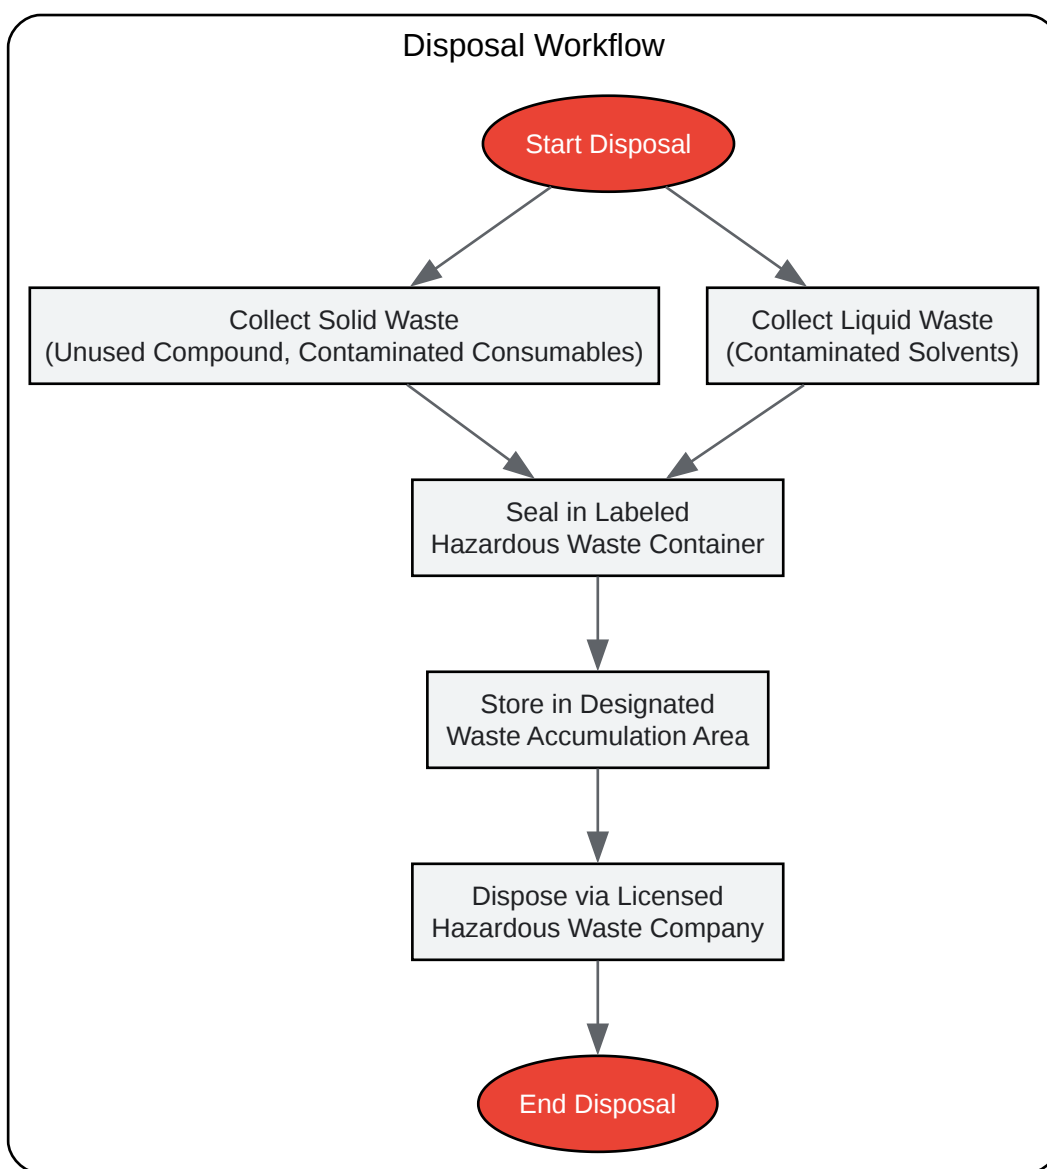 Disposal Workflow
Start Disposal
Collect Solid Waste
(Unused Compound, Contaminated Consumables)
Collect Liquid Waste
(Contaminated Solvents)
Seal in Labeled
Hazardous Waste Container
Store in Designated
Waste Accumulation Area
Dispose via Licensed
Hazardous Waste Company
End Disposal